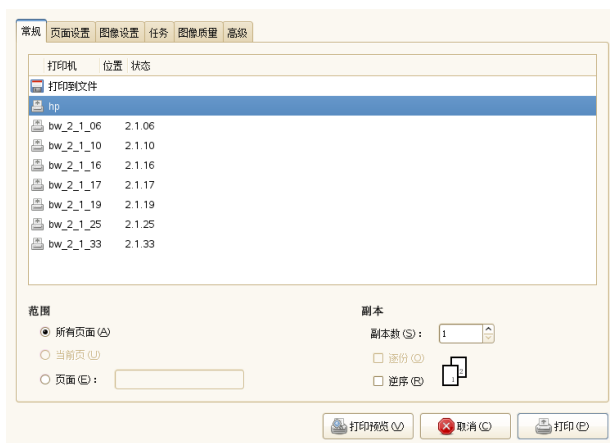 常规 页面设置 图像设置 任务 图像质量 高级
打印机 位置 状态
打印到文件
hp
bw_2_1_06 2.1.06
bw_2_1_10 2.1.10
bw_2_1_16 2.1.16
bw_2_1_17 2.1.17
bw_2_1_19 2.1.19
bw_2_1_25 2.1.25
bw_2_1_33 2.1.33
范围 副本
所有页面(A) 副本数(S)： 1
当前页(U) 逐份(O)
页面(E)： 逆序(R)
1 2
打印预览(V) 取消(C) 打印(P)